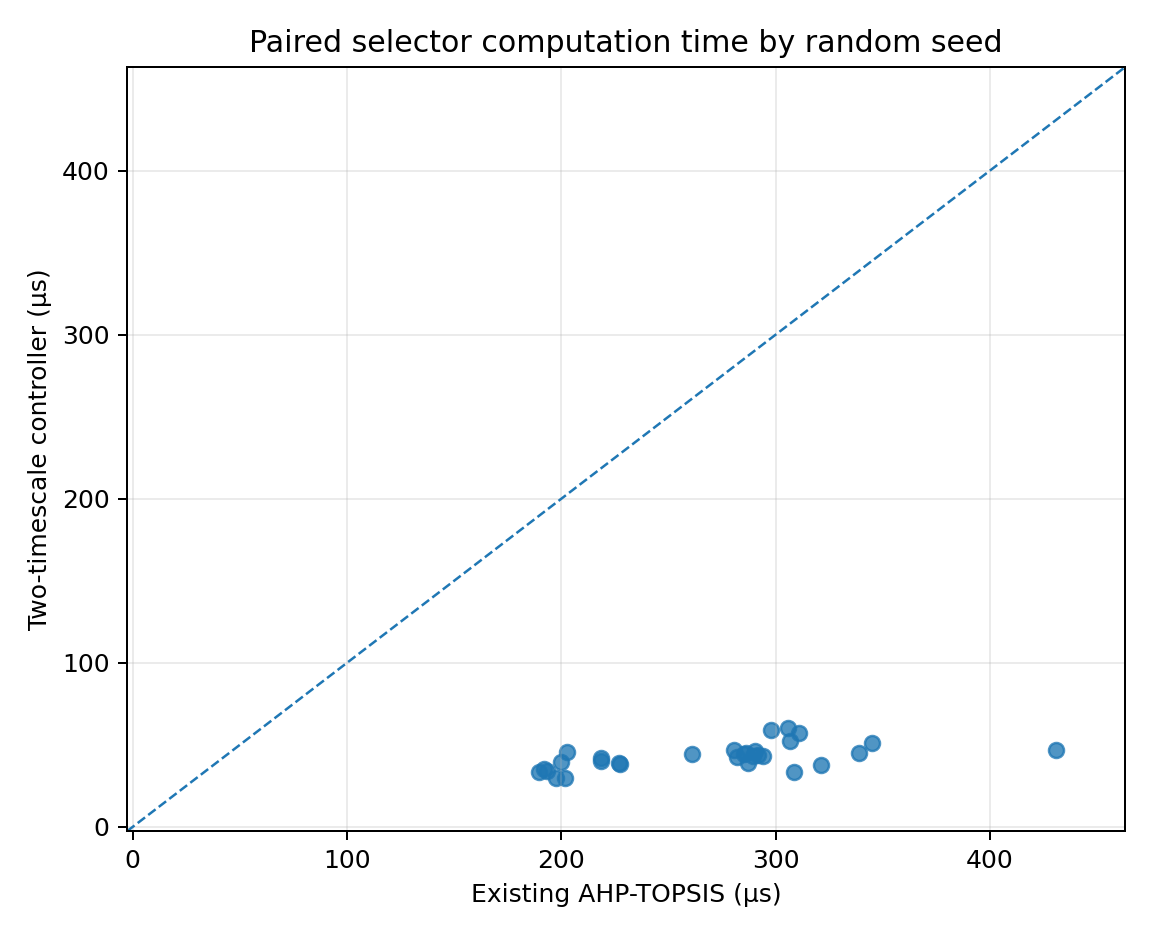 Paired selector computation time by random seed
Two-timescale controller (µs)
400
300
200
100
0
0 100 200 300 400
Existing AHP-TOPSIS (µs)